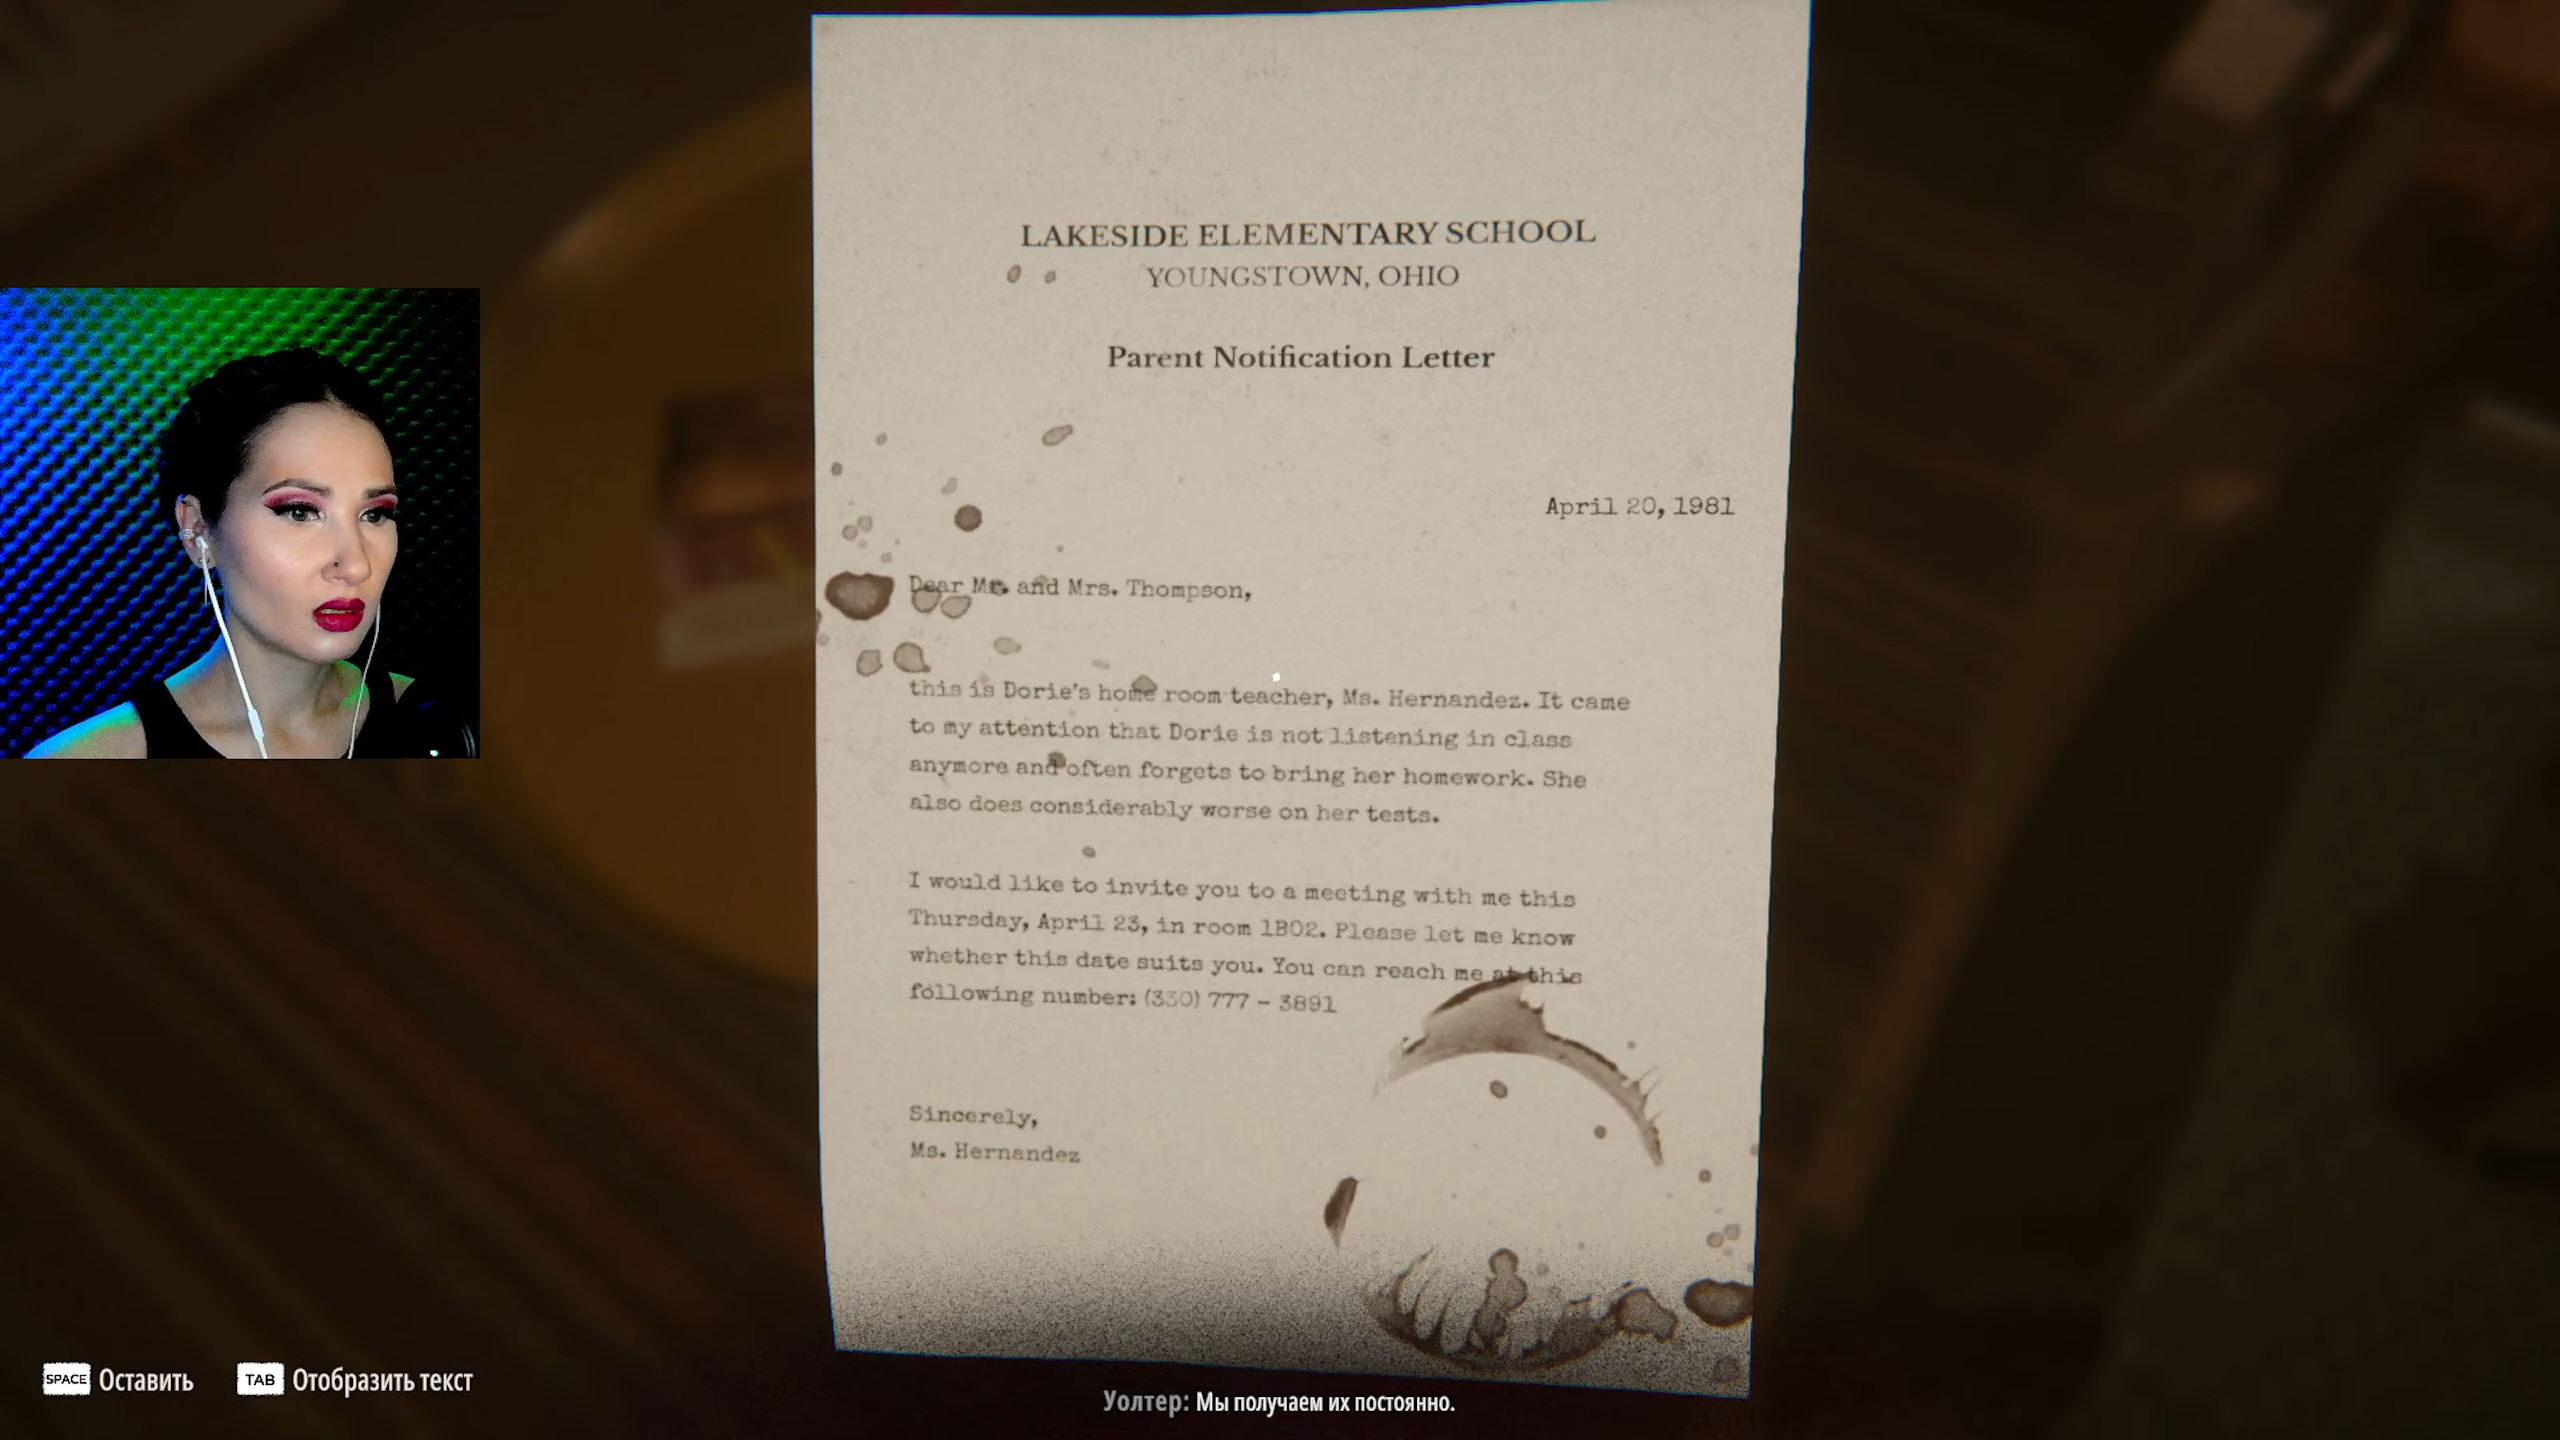 LAKESIDE ELEMENTARY SCHOOL
YOUNGSTOWN, OHIO
Parent Notification Letter
April 20, 1981
Dear Mr. and Mrs. Thompson,
this is Dorie's home room teacher, Ms. Hernandez. It came
to my attention that Dorie is not listening in class
anymore and often forgets to bring her homework. She
also does considerably worse on her tests.
I would like to invite you to a meeting with me this
Thursday, April 23, in room 1B02. Please let me know
whether this date suits you. You can reach me at this
following number: (330) 777 - 3891
Sincerely,
Ms. Hernandez
SPACE Оставить TAB Отобразить текст
Уолтер: Мы получаем их постоянно.